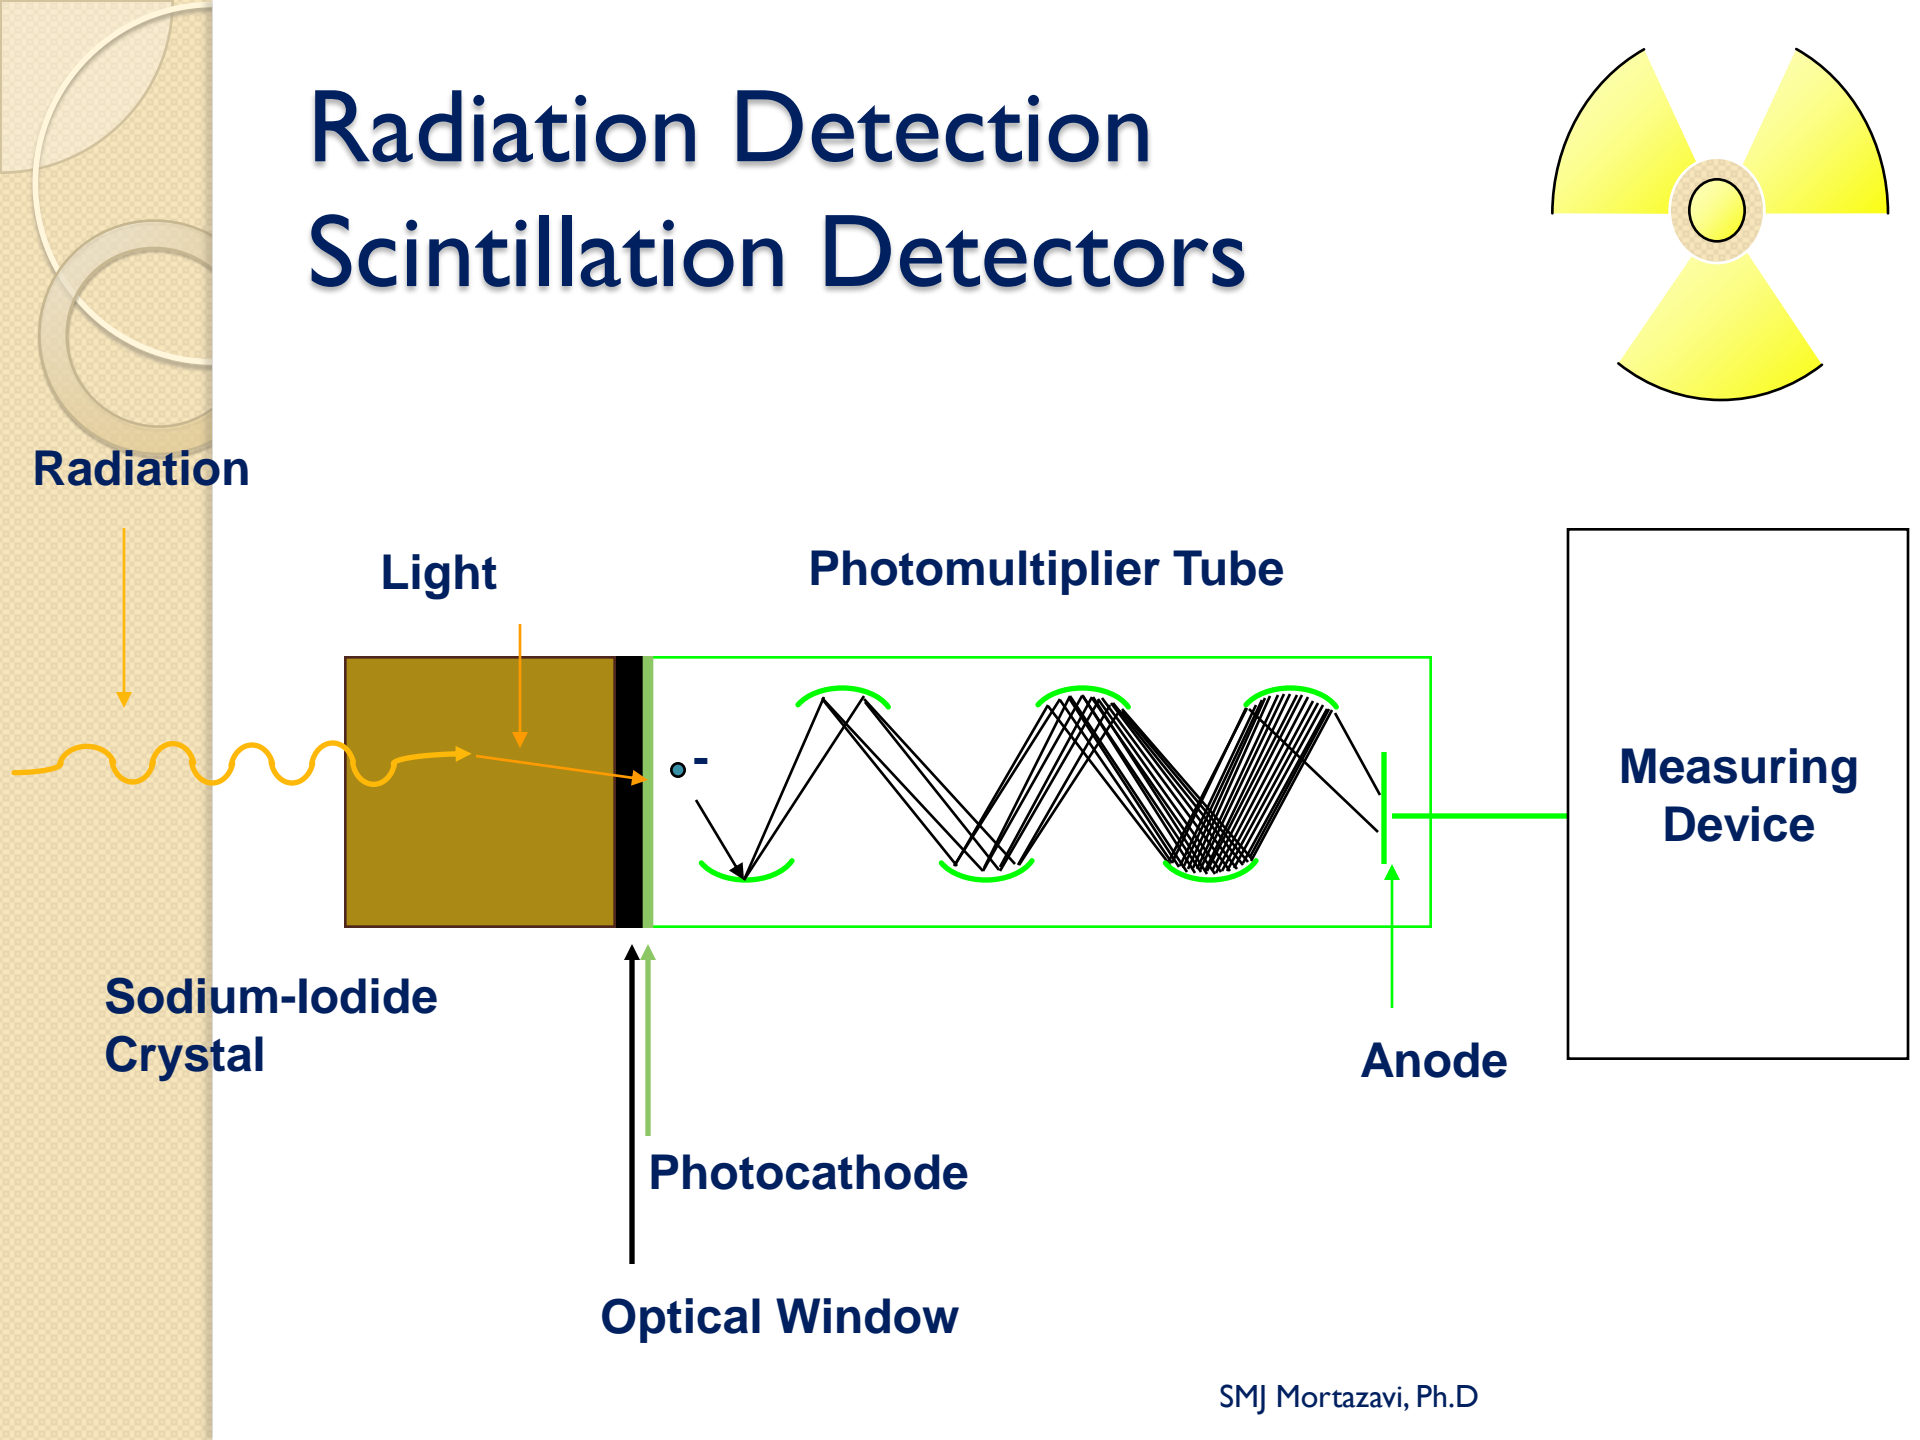 Radiation Detection
Scintillation Detectors
Radiation
Light
Photomultiplier Tube
-
Measuring
Device
Sodium-Iodide
Crystal
Anode
Photocathode
Optical Window
SMJ Mortazavi, Ph.D